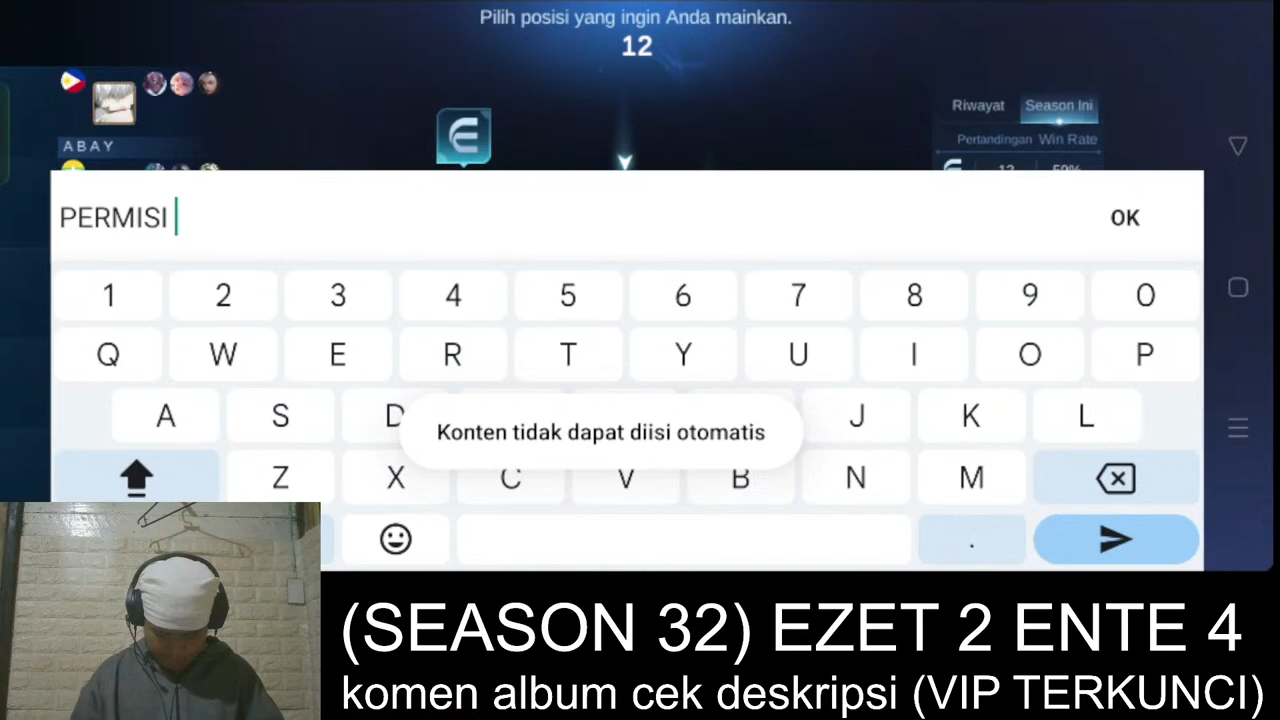 Pilih posisi yang ingin Anda mainkan.
12
ABAY
Riwayat Season Ini
Pertandingan Win Rate
12 59%
PERMISI
OK
1 2 3 4 5 6 7 8 9 0
Q W E R T Y U I O P
A S D J K L
Konten tidak dapat diisi otomatis
Z X C V B N M
.
(SEASON 32) EZET 2 ENTE 4
komen album cek deskripsi (VIP TERKUNCI)